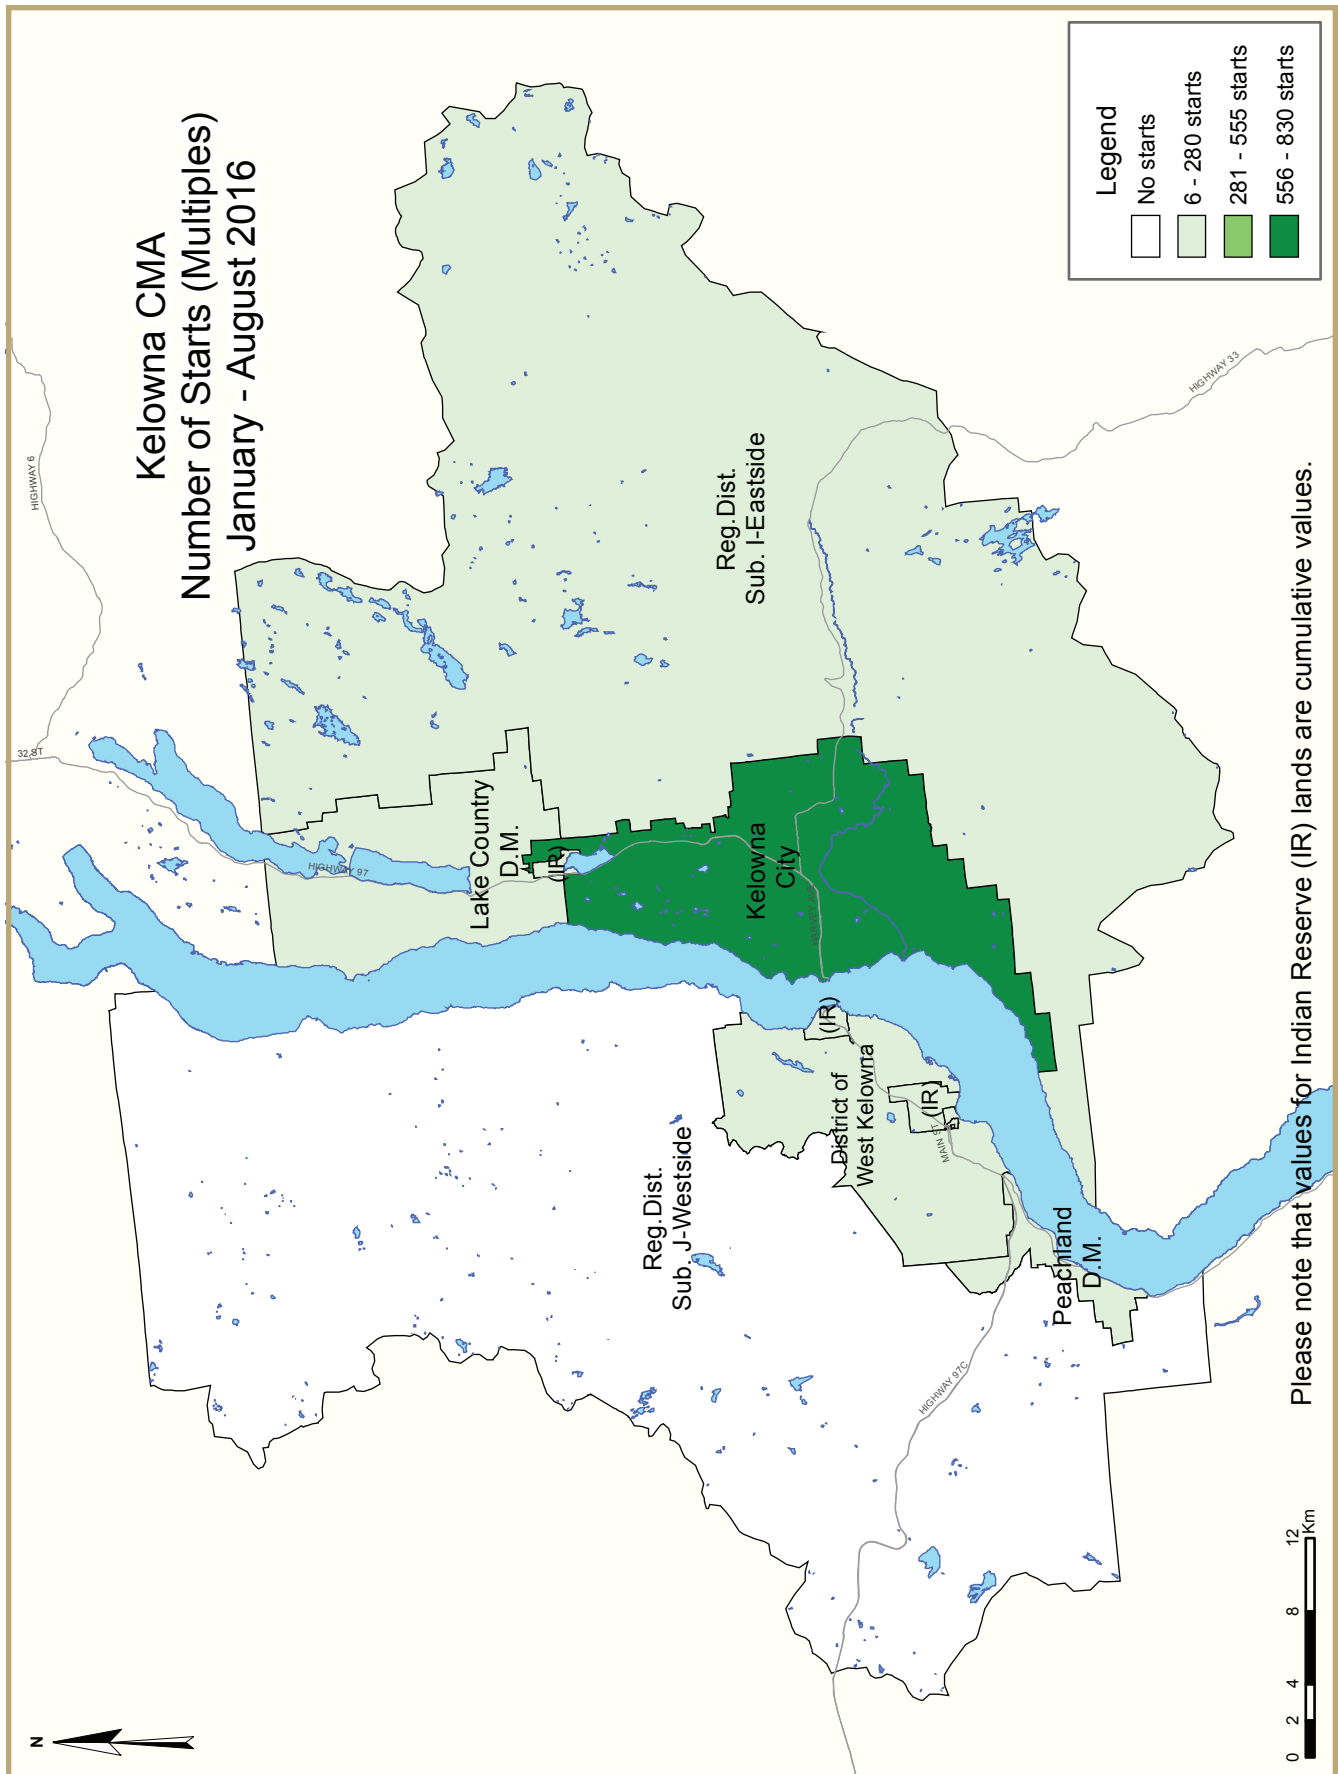 Kelowna CMA
Number of Starts (Multiples)
January - August 2016
N
HIGHWAY 6
32 ST
HIGHWAY 97
Lake Country
D.M.
(IR)
Reg.Dist.
Sub. I-Eastside
Kelowna
City
HIGHWAY 33
Reg.Dist.
Sub. J-Westside
(IR)
District of
West Kelowna
(IR)
MAIN ST
Peachland
D.M.
HIGHWAY 97C
Legend
No starts
6 - 280 starts
281 - 555 starts
556 - 830 starts
0 2 4 8 12
Km
Please note that values for Indian Reserve (IR) lands are cumulative values.